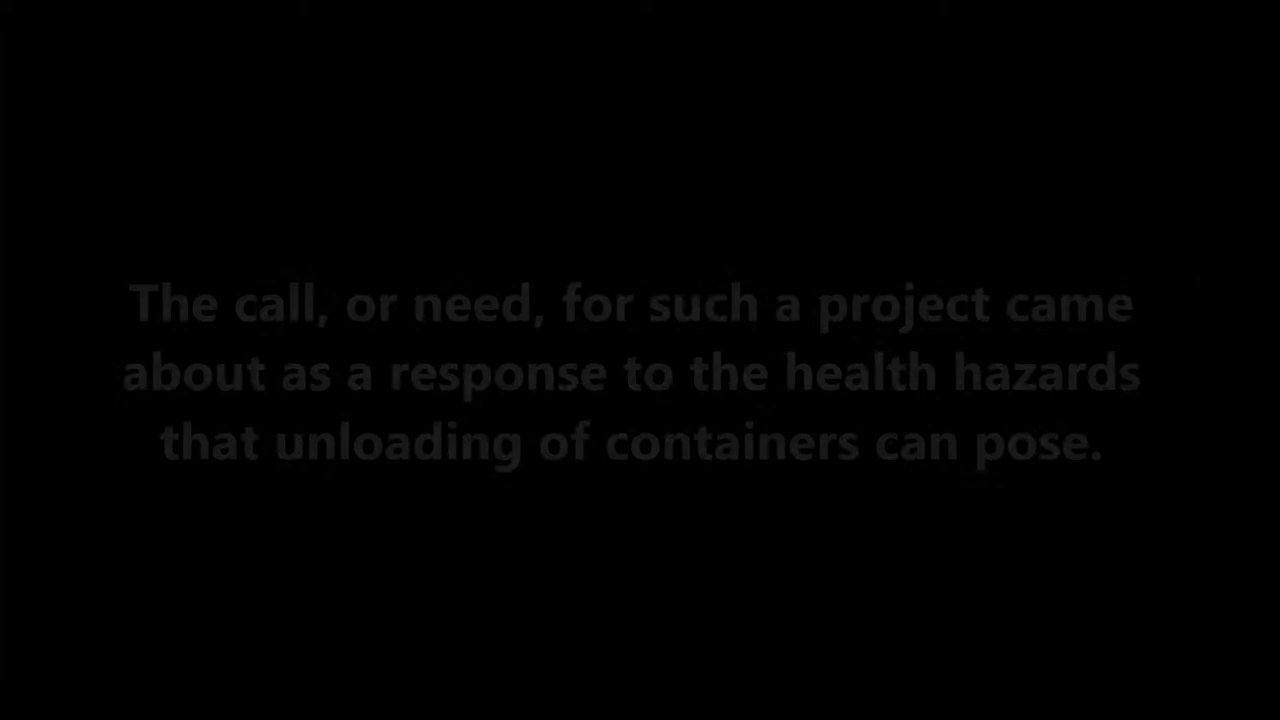 The call, or need, for such a project came
about as a response to the health hazards
that unloading of containers can pose.